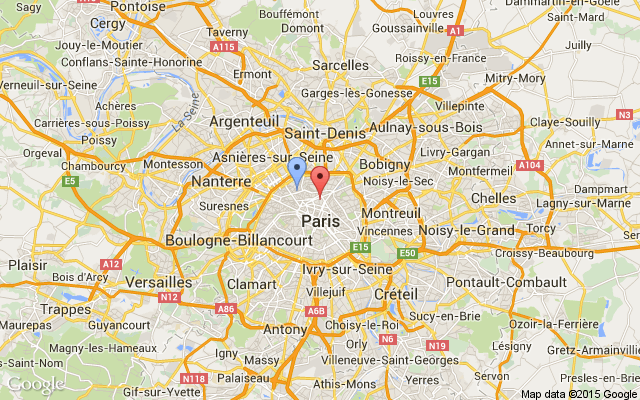 Pontoise
Cergy
Sagy
Bouffémont
Domont
Louvres
Goussainville
Dammartin-en-Goële
Saint-Mard
Taverny
A115
A1
Jouy-le-Moutier
Conflans-Sainte-Honorine
Ermont
Sarcelles
Roissy-en-France
Juilly
E15
Mitry-Mory
Verneuil-sur-Seine
Achères
La Seine
Garges-lès-Gonesse
Villepinte
N3
Carrières-sous-Poissy
Argenteuil
Saint-Denis
Aulnay-sous-Bois
Claye-Souilly
Poissy
Annet-sur-Marne
Orgeval
Chambourcy
Montesson
Asnières-sur-Seine
Bobigny
Livry-Gargan
A104
E5
Nanterre
Noisy-le-Sec
Montfermeil
Dampmart
Suresnes
Chelles
Lagny-sur-Marne
Paris
Montreuil
Vincennes
Noisy-le-Grand
Torcy
Boulogne-Billancourt
E15
E50
Croissy-Beaubourg
Plaisir
A12
Bois d'Arcy
Versailles
Clamart
Ivry-sur-Seine
Villejuif
Créteil
Pontault-Combault
N12
Trappes
A86
A6B
Sucy-en-Brie
Maurepas
Guyancourt
Antony
Choisy-le-Roi
Ozoir-la-Ferrière
Orly
N6
N19
Lésigny
Magny-les-Hameaux
Igny
Massy
Villeneuve-Saint-Georges
Gretz-Armainvilliers
Google
Gif-sur-Yvette
N118
Palaiseau
Athis-Mons
Yerres
Servon
Map data ©2015 Google